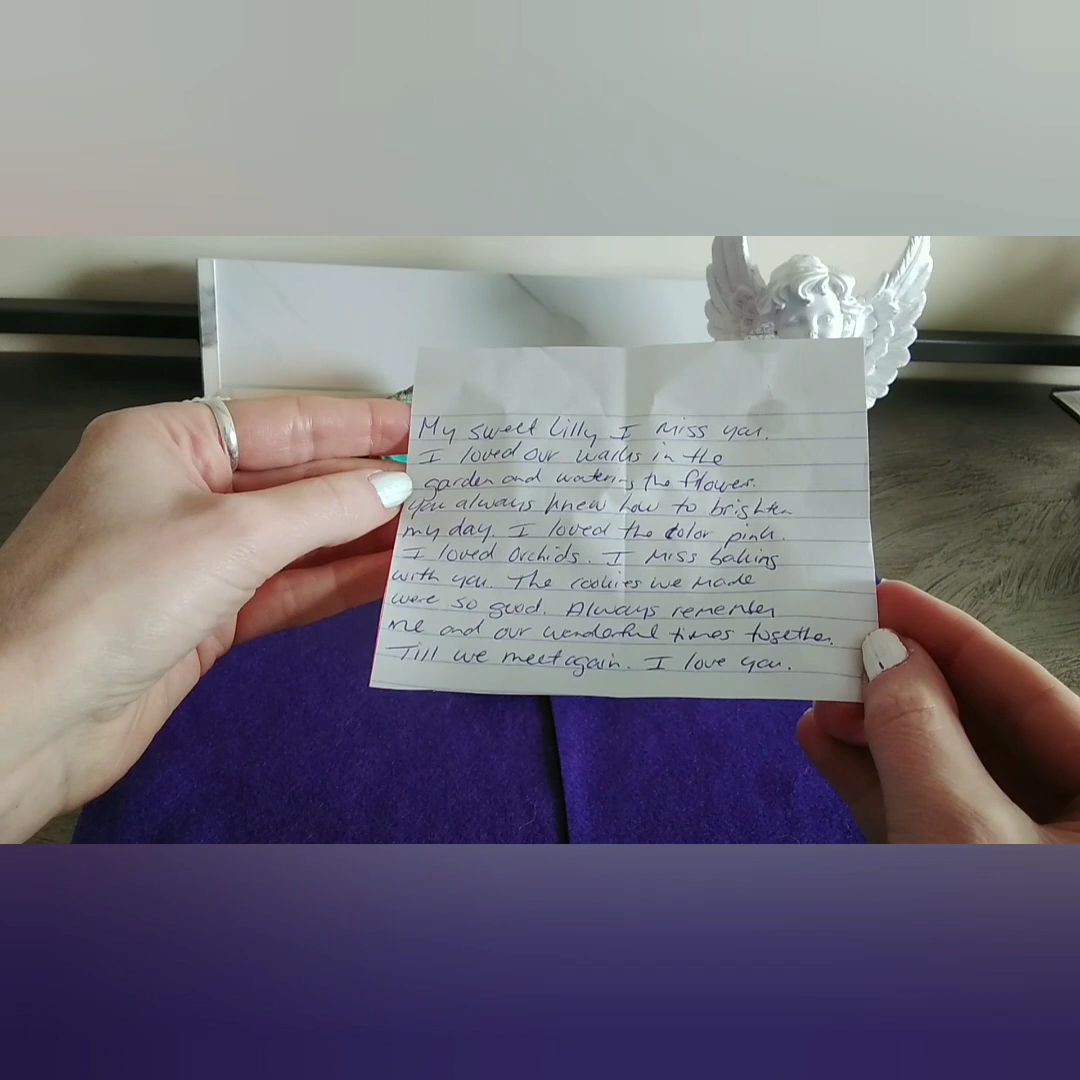 My sweet Lilly I miss you.
I loved our walks in the
garden and watering the flower.
You always knew how to brighten
my day. I loved the color pink.
I loved orchids. I miss baking
with you. The cookies we made
were so good. Always remember
me and our wonderful times together.
Till we meet again. I love you.